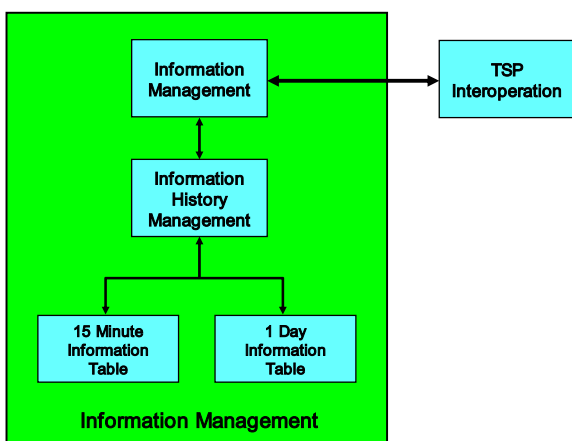 Information
Management
TSP
Interoperation
Information
History
Management
15 Minute
Information
Table
1 Day
Information
Table
Information Management